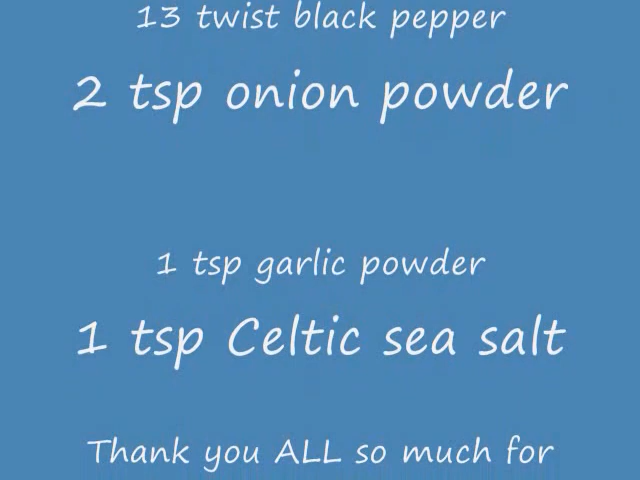 13 twist black pepper
2 tsp onion powder
1 tsp garlic powder
1 tsp Celtic sea salt
Thank you ALL so much for